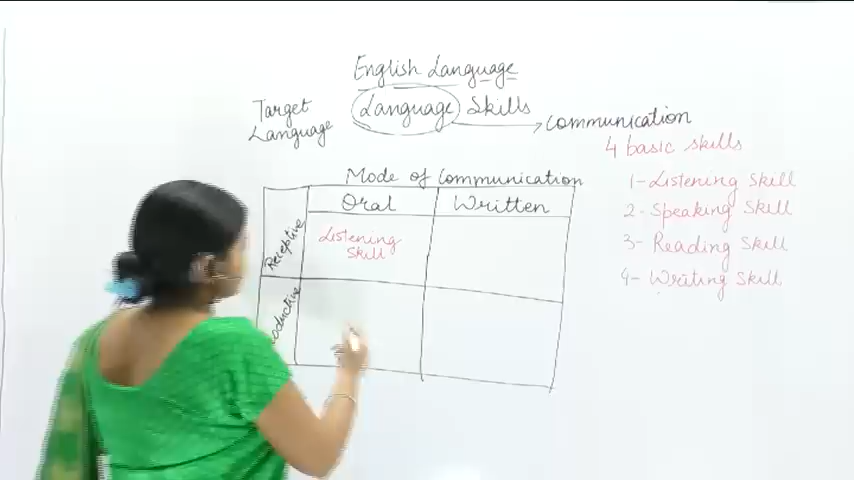 English Language
Target
Language
Language Skills
Communication
4 basic skills
1-Listening Skill
2-Speaking Skill
3-Reading Skill
4-Writing Skill
Mode of Communication
Oral
Written
Receptive
Listening
Skill